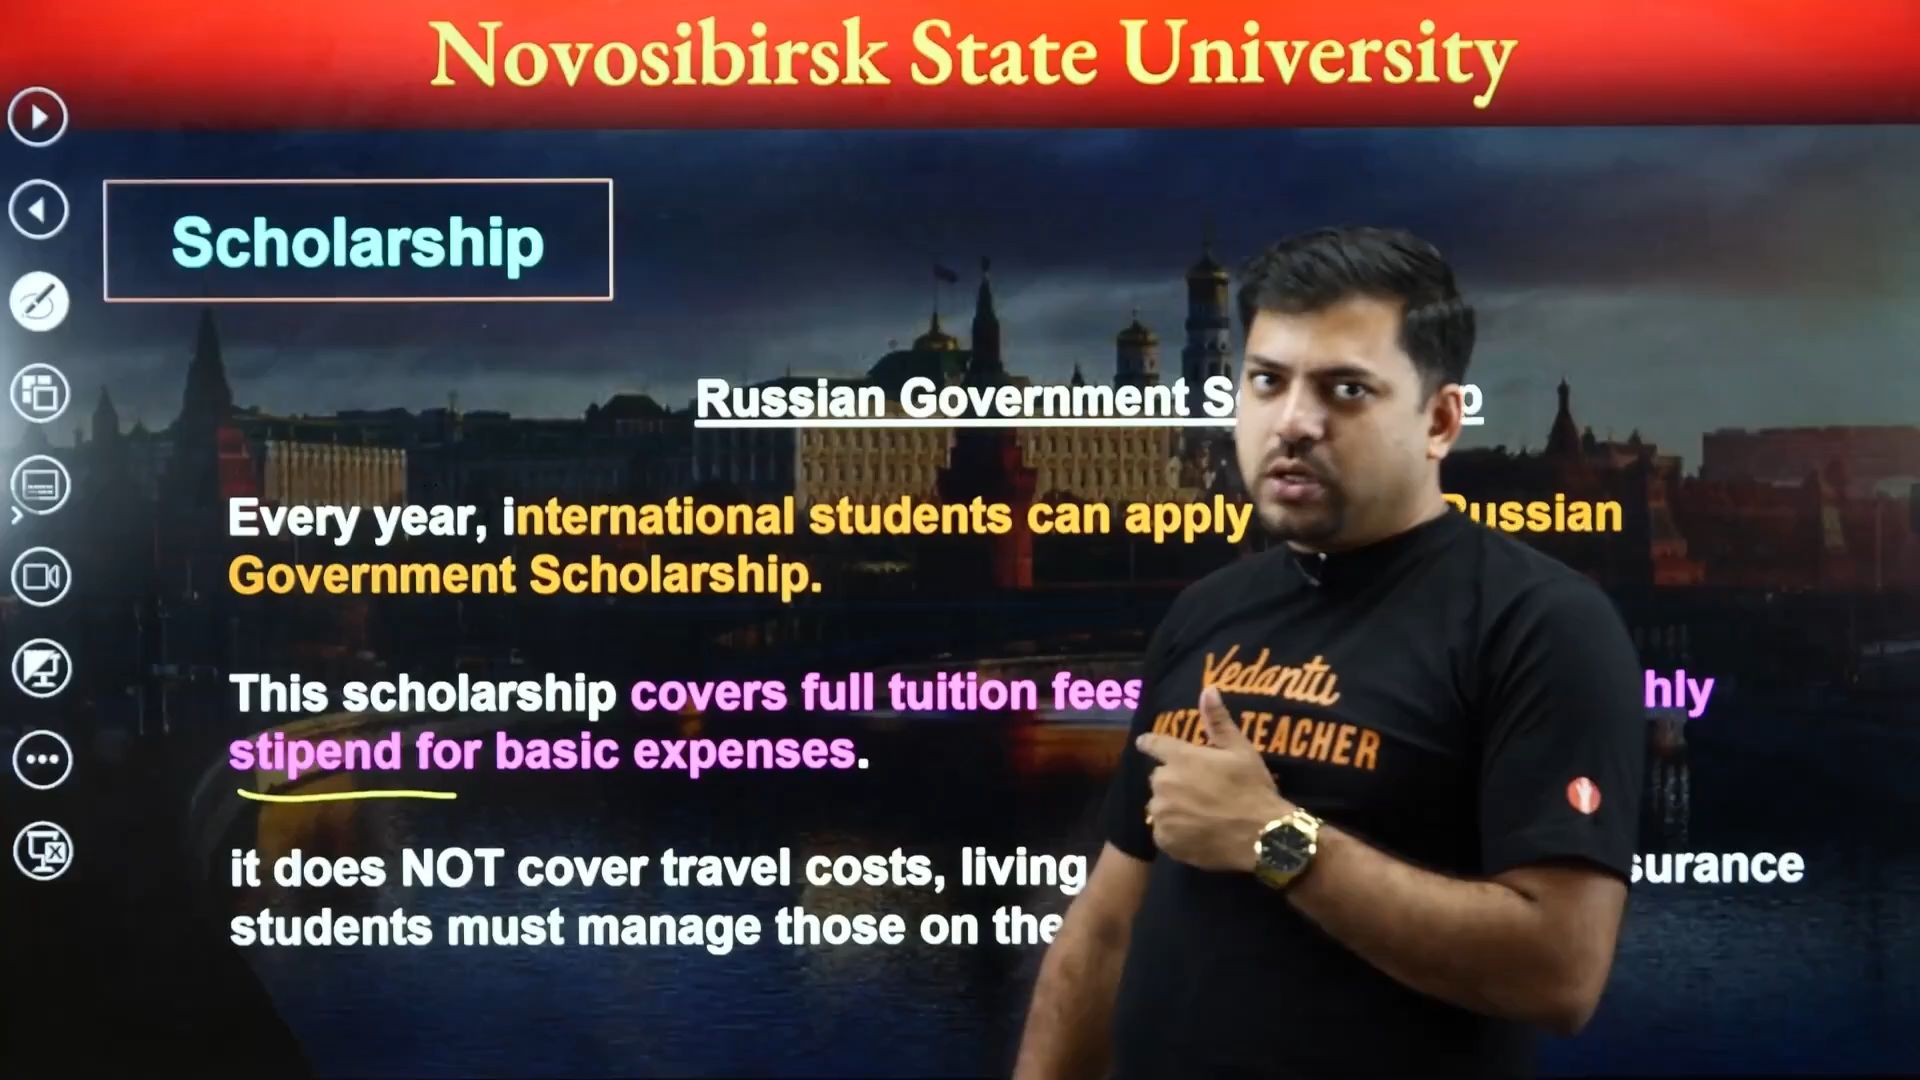 Novosibirsk State University
Scholarship
Russian Government
Every year, international students can apply Russian
Government Scholarship.
This scholarship covers full tuition fees
stipend for basic expenses.
it does NOT cover travel costs, living
students must manage those on
Vedantu
TEACHER